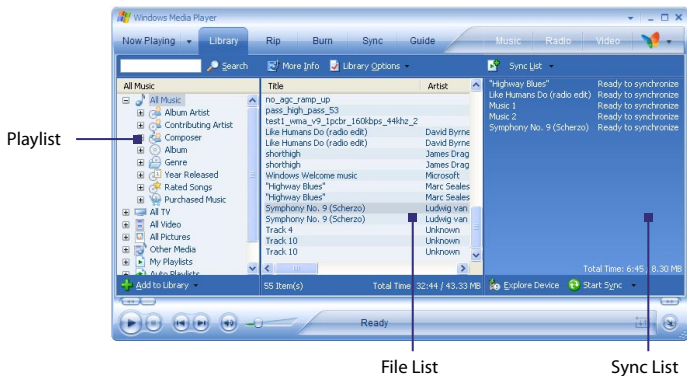 Windows Media Player
Now Playing Library Rip Burn Sync Guide Music Radio Video
Search More Info Library Options Sync List
All Music
All Music
Album Artist
Contributing Artist
Composer
Album
Genre
Year Released
Rated Songs
Purchased Music
All TV
All Video
All Pictures
Other Media
My Playlists
Auto Playlists
Title Artist
no_agc_ramp_up
pass_high_pass_53
test1_wma_v9_1pcbr_160kbps_44khz_2
Like Humans Do (radio edit) David Byrne
Like Humans Do (radio edit) David Byrne
shorthigh James Drag
shorthigh James Drag
Windows Welcome music Microsoft
"Highway Blues" Marc Seales
"Highway Blues" Marc Seales
Symphony No. 9 (Scherzo) Ludwig van
Symphony No. 9 (Scherzo) Ludwig van
Track 4 Unknown
Track 10 Unknown
Track 10 Unknown
"Highway Blues" Ready to synchronize
Like Humans Do (radio edit) Ready to synchronize
Music 1 Ready to synchronize
Music 2 Ready to synchronize
Symphony No. 9 (Scherzo) Ready to synchronize
Total Time: 6:45 / 8.30 MB
Add to Library 55 Item(s) Total Time: 32:44 / 43.33 MB Explore Device Start Sync
Ready
Playlist
File List
Sync List